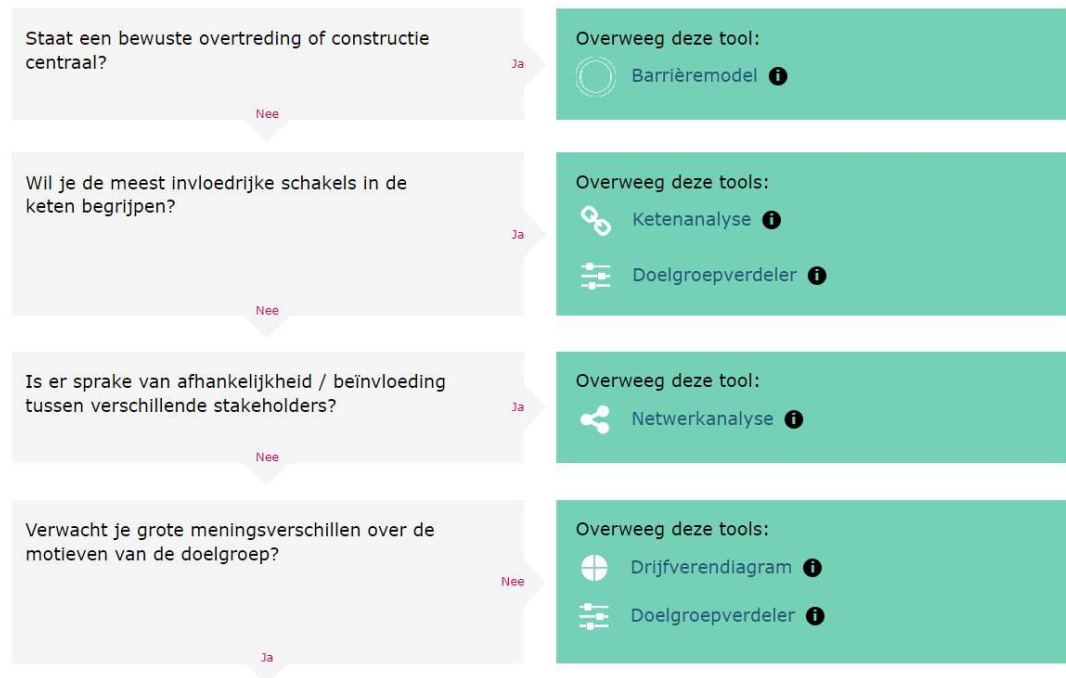 Staat een bewuste overtreding of constructie
centraal?
Ja
Nee
Overweeg deze tool:
Barrièremodel i
Wil je de meest invloedrijke schakels in de
keten begrijpen?
Ja
Nee
Overweeg deze tools:
Ketenanalyse i
Doelgroepverdeler i
Is er sprake van afhankelijkheid / beïnvloeding
tussen verschillende stakeholders?
Ja
Nee
Overweeg deze tool:
Netwerkanalyse i
Verwacht je grote meningsverschillen over de
motieven van de doelgroep?
Nee
Ja
Overweeg deze tools:
Drijfverendiagram i
Doelgroepverdeler i